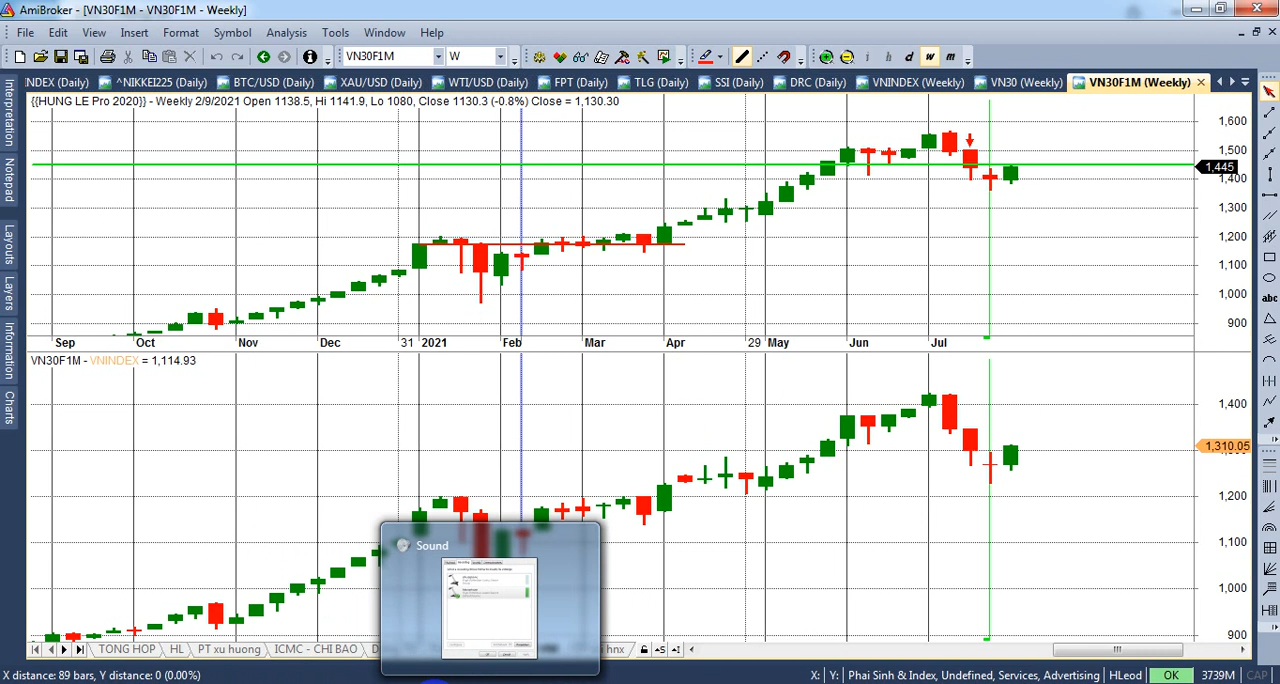 AmiBroker - [VN30F1M - VN30F1M - Weekly]
File Edit View Insert Format Symbol Analysis Tools Window Help
VN30F1M W i h d w m
INDEX (Daily) ^NIKKEI225 (Daily) BTC/USD (Daily) XAU/USD (Daily) WTI/USD (Daily) FPT (Daily) TLG (Daily) SSI (Daily) DRC (Daily) VNINDEX (Weekly) VN30 (Weekly) VN30F1M (Weekly)
{{HUNG LE Pro 2020}} - Weekly 2/9/2021 Open 1138.5, Hi 1141.9, Lo 1080, Close 1130.3 (-0.8%) Close = 1,130.30
Interpretation
Notepad
Layouts
Layers
Information
Charts
1,600
1,500
1,445
1,400
1,300
1,200
1,100
1,000
900
Sep Oct Nov Dec 31 2021 Feb Mar Apr 29 May Jun Jul
VN30F1M - VNINDEX = 1,114.93
1,400
1,310.05
1,200
1,100
1,000
900
abc
Sound
TONG HOP HL PT xu huong ICMC - CHI BAO hnx
X distance: 89 bars, Y distance: 0 (0.00%) X: Y: Phai Sinh & Index, Undefined, Services, Advertising HLeod OK 3739M CAP